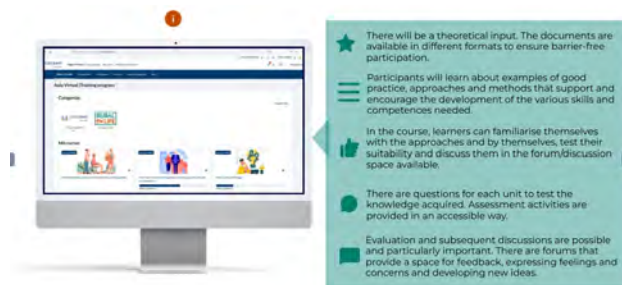 i
There will be a theoretical input. The documents are
available in different formats to ensure barrier-free
participation.
Participants will learn about examples of good
practice, approaches and methods that support and
encourage the development of the various skills and
competences needed.
In the course, learners can familiarise themselves
with the approaches and by themselves, test their
suitability and discuss them in the forum/discussion
space available.
There are questions for each unit to test the
knowledge acquired. Assessment activities are
provided in an accessible way.
Evaluation and subsequent discussions are possible
and particularly important. There are forums that
provide a space for feedback, expressing feelings and
concerns and developing new ideas.
Categories
RURAL